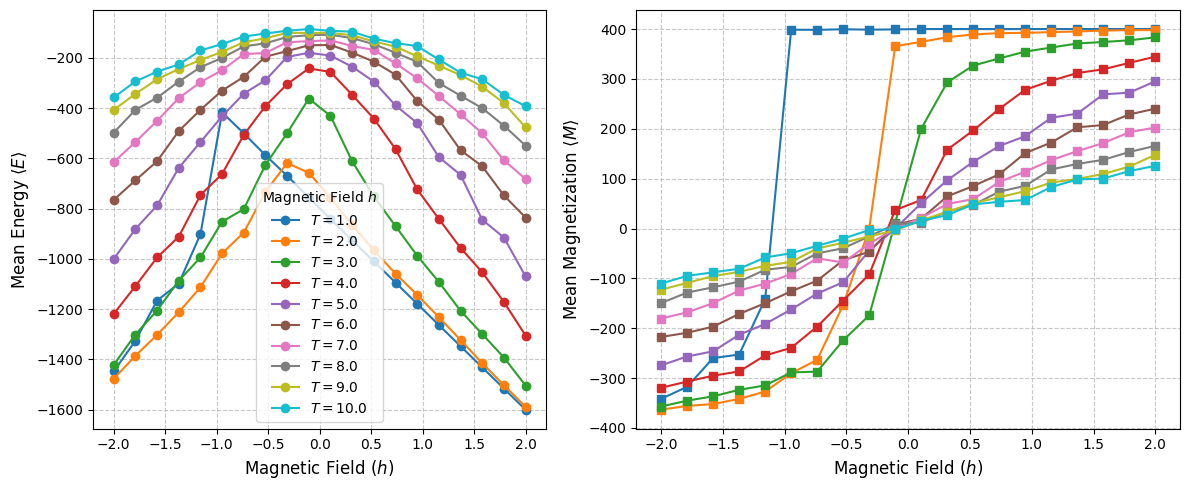 Mean Energy ⟨E⟩
−200
−400
−600
−800
−1000
−1200
−1400
−1600
−2.0 −1.5 −1.0 −0.5 0.0 0.5 1.0 1.5 2.0
Magnetic Field (h)
Magnetic Field h
T = 1.0
T = 2.0
T = 3.0
T = 4.0
T = 5.0
T = 6.0
T = 7.0
T = 8.0
T = 9.0
T = 10.0
Mean Magnetization ⟨M⟩
400
300
200
100
0
−100
−200
−300
−400
−2.0 −1.5 −1.0 −0.5 0.0 0.5 1.0 1.5 2.0
Magnetic Field (h)